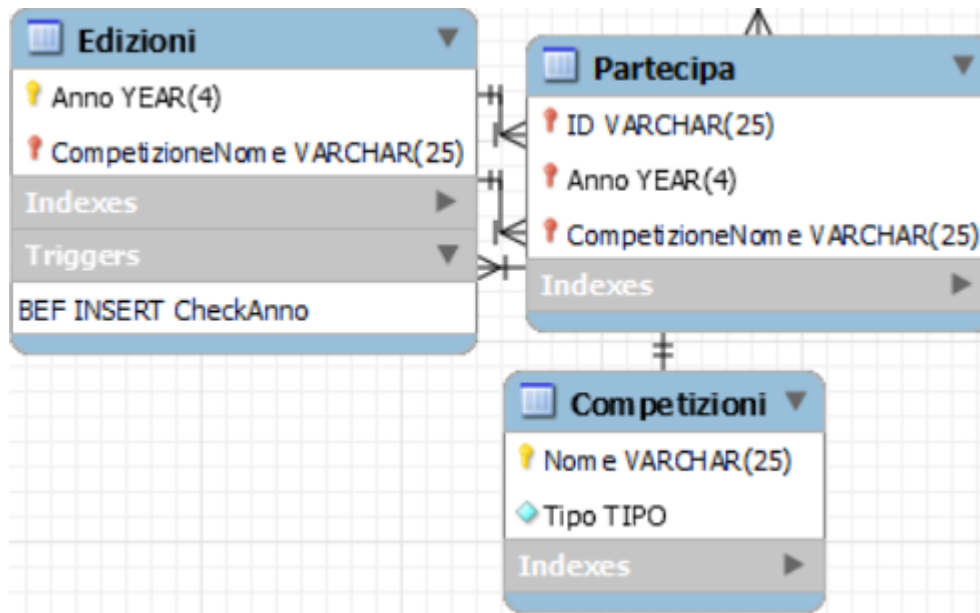 Edizioni
Anno YEAR(4)
CompetizioneNome VARCHAR(25)
Indexes
Triggers
BEF INSERT CheckAnno
Partecipa
ID VARCHAR(25)
Anno YEAR(4)
CompetizioneNome VARCHAR(25)
Indexes
Competizioni
Nome VARCHAR(25)
Tipo TIPO
Indexes